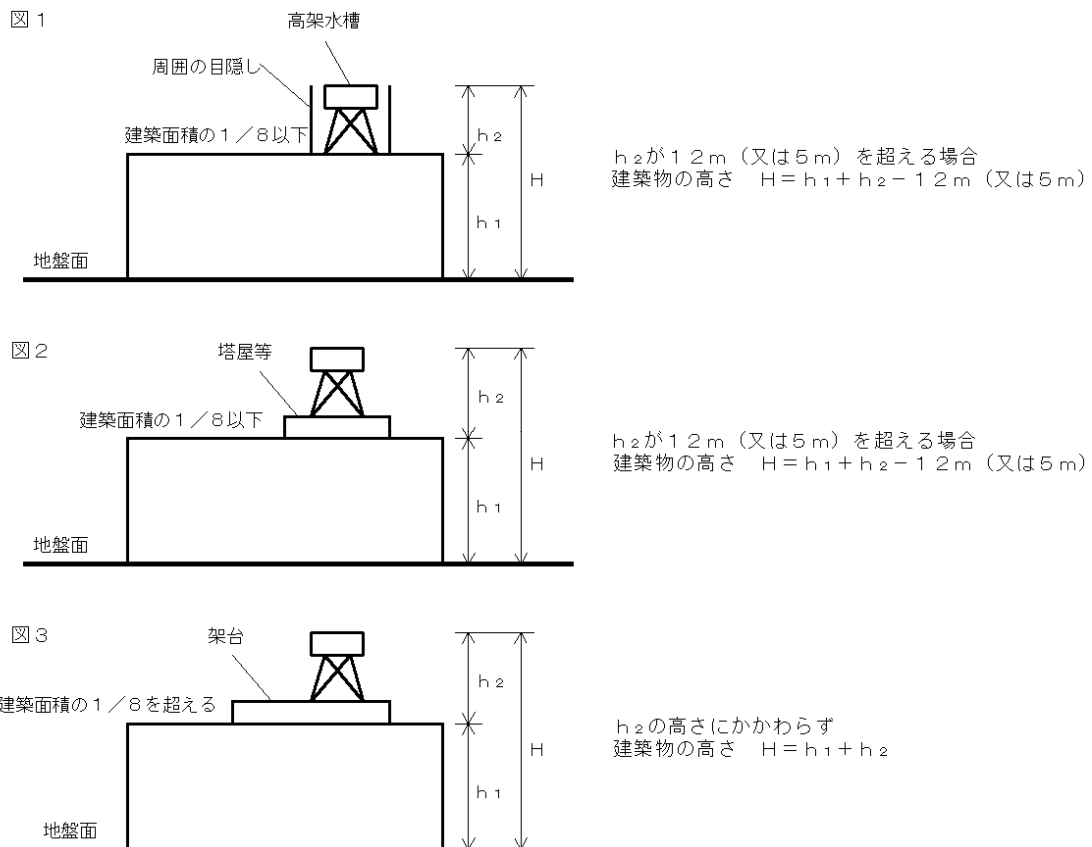 図１
高架水槽
周囲の目隠し
建築面積の１／８以下
ｈ₂
Ｈ
ｈ₁
地盤面
ｈ₂が１２ｍ（又は５ｍ）を超える場合
建築物の高さ　Ｈ＝ｈ₁＋ｈ₂－１２ｍ（又は５ｍ）
図２
塔屋等
建築面積の１／８以下
ｈ₂
Ｈ
ｈ₁
地盤面
ｈ₂が１２ｍ（又は５ｍ）を超える場合
建築物の高さ　Ｈ＝ｈ₁＋ｈ₂－１２ｍ（又は５ｍ）
図３
架台
建築面積の１／８を超える
ｈ₂
Ｈ
ｈ₁
地盤面
ｈ₂の高さにかかわらず
建築物の高さ　Ｈ＝ｈ₁＋ｈ₂